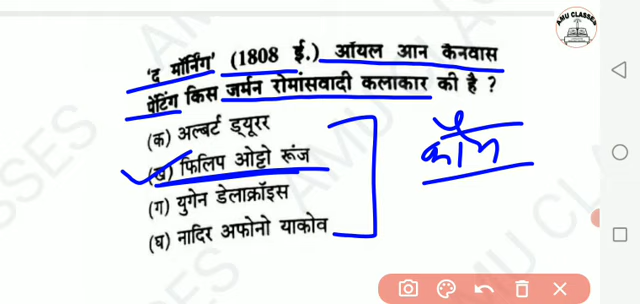 AMU CLASSES
'द मॉर्निंग' (1808 ई.) ऑयल आन कैनवास
पेंटिंग किस जर्मन रोमांसवादी कलाकार की है ?
(क) अल्बर्ट ड्यूरर
(ख) फिलिप ओट्टो रूंज
कौन
(ग) युगेन डेलाक्रॉइस
(घ) नादिर अफोनो याकोव